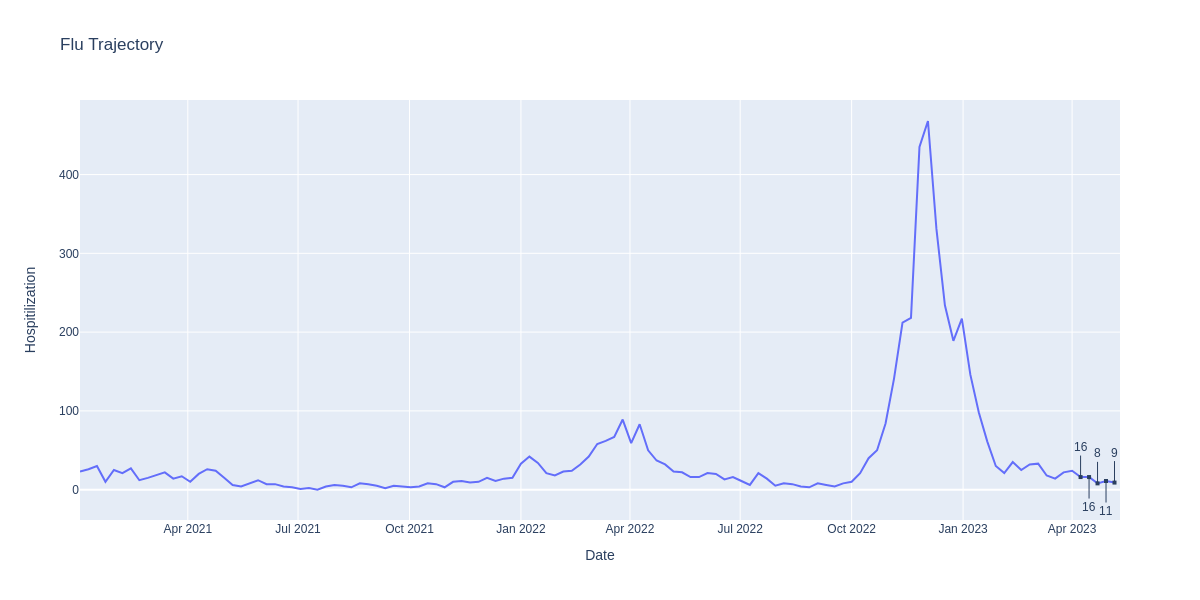 Flu Trajectory
Hospitilization
400
300
200
100
0
16
8
9
16
11
Apr 2021
Jul 2021
Oct 2021
Jan 2022
Apr 2022
Jul 2022
Oct 2022
Jan 2023
Apr 2023
Date